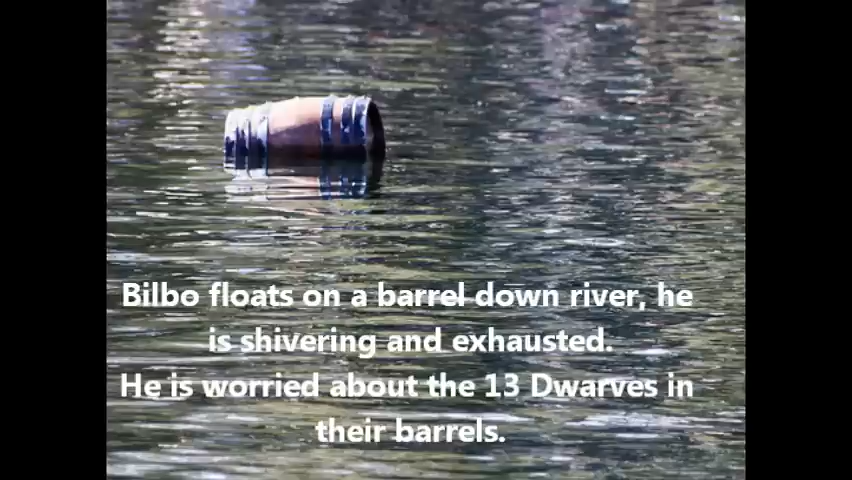 Bilbo floats on a barrel down river, he
is shivering and exhausted.
He is worried about the 13 Dwarves in
their barrels.